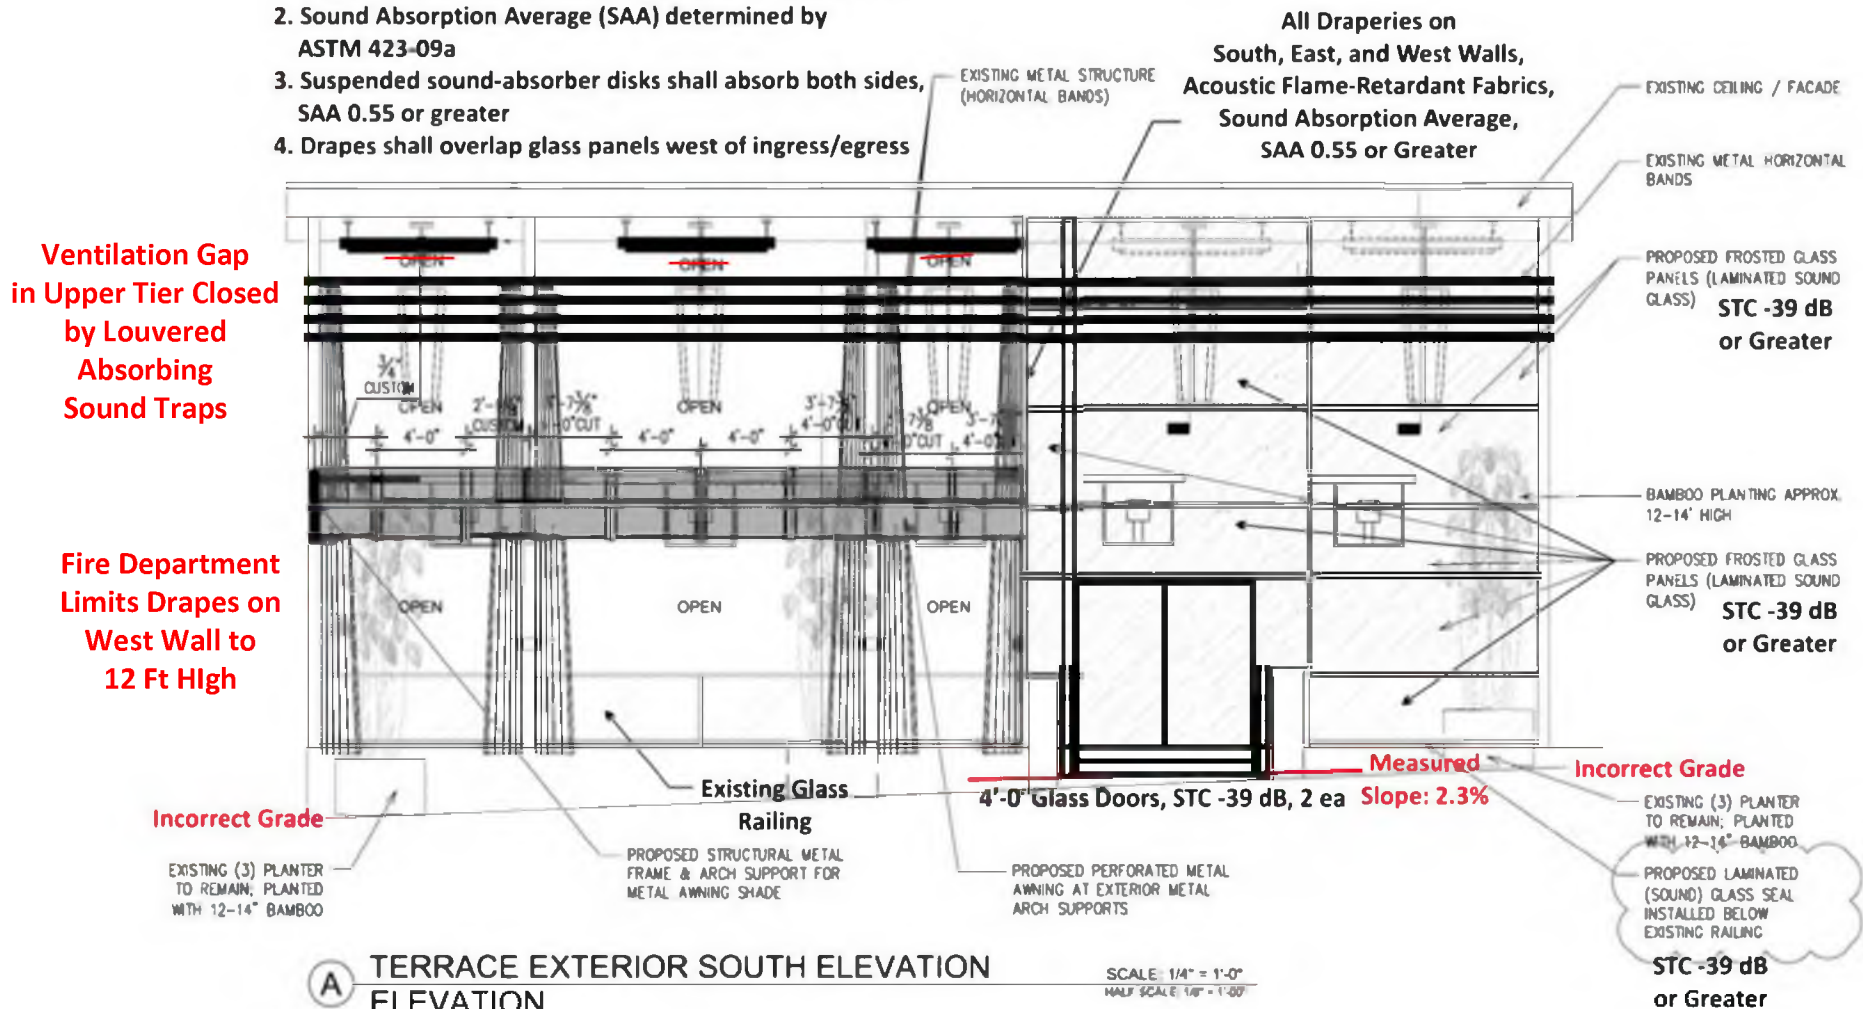 2. Sound Absorption Average (SAA) determined by
ASTM 423-09a
3. Suspended sound-absorber disks shall absorb both sides,
SAA 0.55 or greater
4. Drapes shall overlap glass panels west of ingress/egress
EXISTING METAL STRUCTURE
(HORIZONTAL BANDS)
All Draperies on
South, East, and West Walls,
Acoustic Flame-Retardant Fabrics,
Sound Absorption Average,
SAA 0.55 or Greater
EXISTING CEILING / FACADE
EXISTING METAL HORIZONTAL
BANDS
PROPOSED FROSTED GLASS
PANELS (LAMINATED SOUND
GLASS)
STC -39 dB
or Greater
Ventilation Gap
in Upper Tier Closed
by Louvered
Absorbing
Sound Traps
OPEN
OPEN
OPEN
3/4"
CUSTOM
OPEN
OPEN
OPEN
CUSTOM
4'-0"
4'-0"
4'-0"
4'-0"
BAMBOO PLANTING APPROX.
12-14' HIGH
PROPOSED FROSTED GLASS
PANELS (LAMINATED SOUND
GLASS)
STC -39 dB
or Greater
Fire Department
Limits Drapes on
West Wall to
12 Ft HIgh
OPEN
OPEN
OPEN
Existing Glass
Railing
4'-0" Glass Doors, STC -39 dB, 2 ea
Measured
Slope: 2.3%
Incorrect Grade
Incorrect Grade
EXISTING (3) PLANTER
TO REMAIN; PLANTED
WITH 12-14" BAMBOO
PROPOSED STRUCTURAL METAL
FRAME & ARCH SUPPORT FOR
METAL AWNING SHADE
PROPOSED PERFORATED METAL
AWNING AT EXTERIOR METAL
ARCH SUPPORTS
EXISTING (3) PLANTER
TO REMAIN; PLANTED
WITH 12-14" BAMBOO
PROPOSED LAMINATED
(SOUND) GLASS SEAL
INSTALLED BELOW
EXISTING RAILING
STC -39 dB
or Greater
A
TERRACE EXTERIOR SOUTH ELEVATION
ELEVATION
SCALE: 1/4" = 1'-0"
HALF SCALE 1/8" = 1'-00"